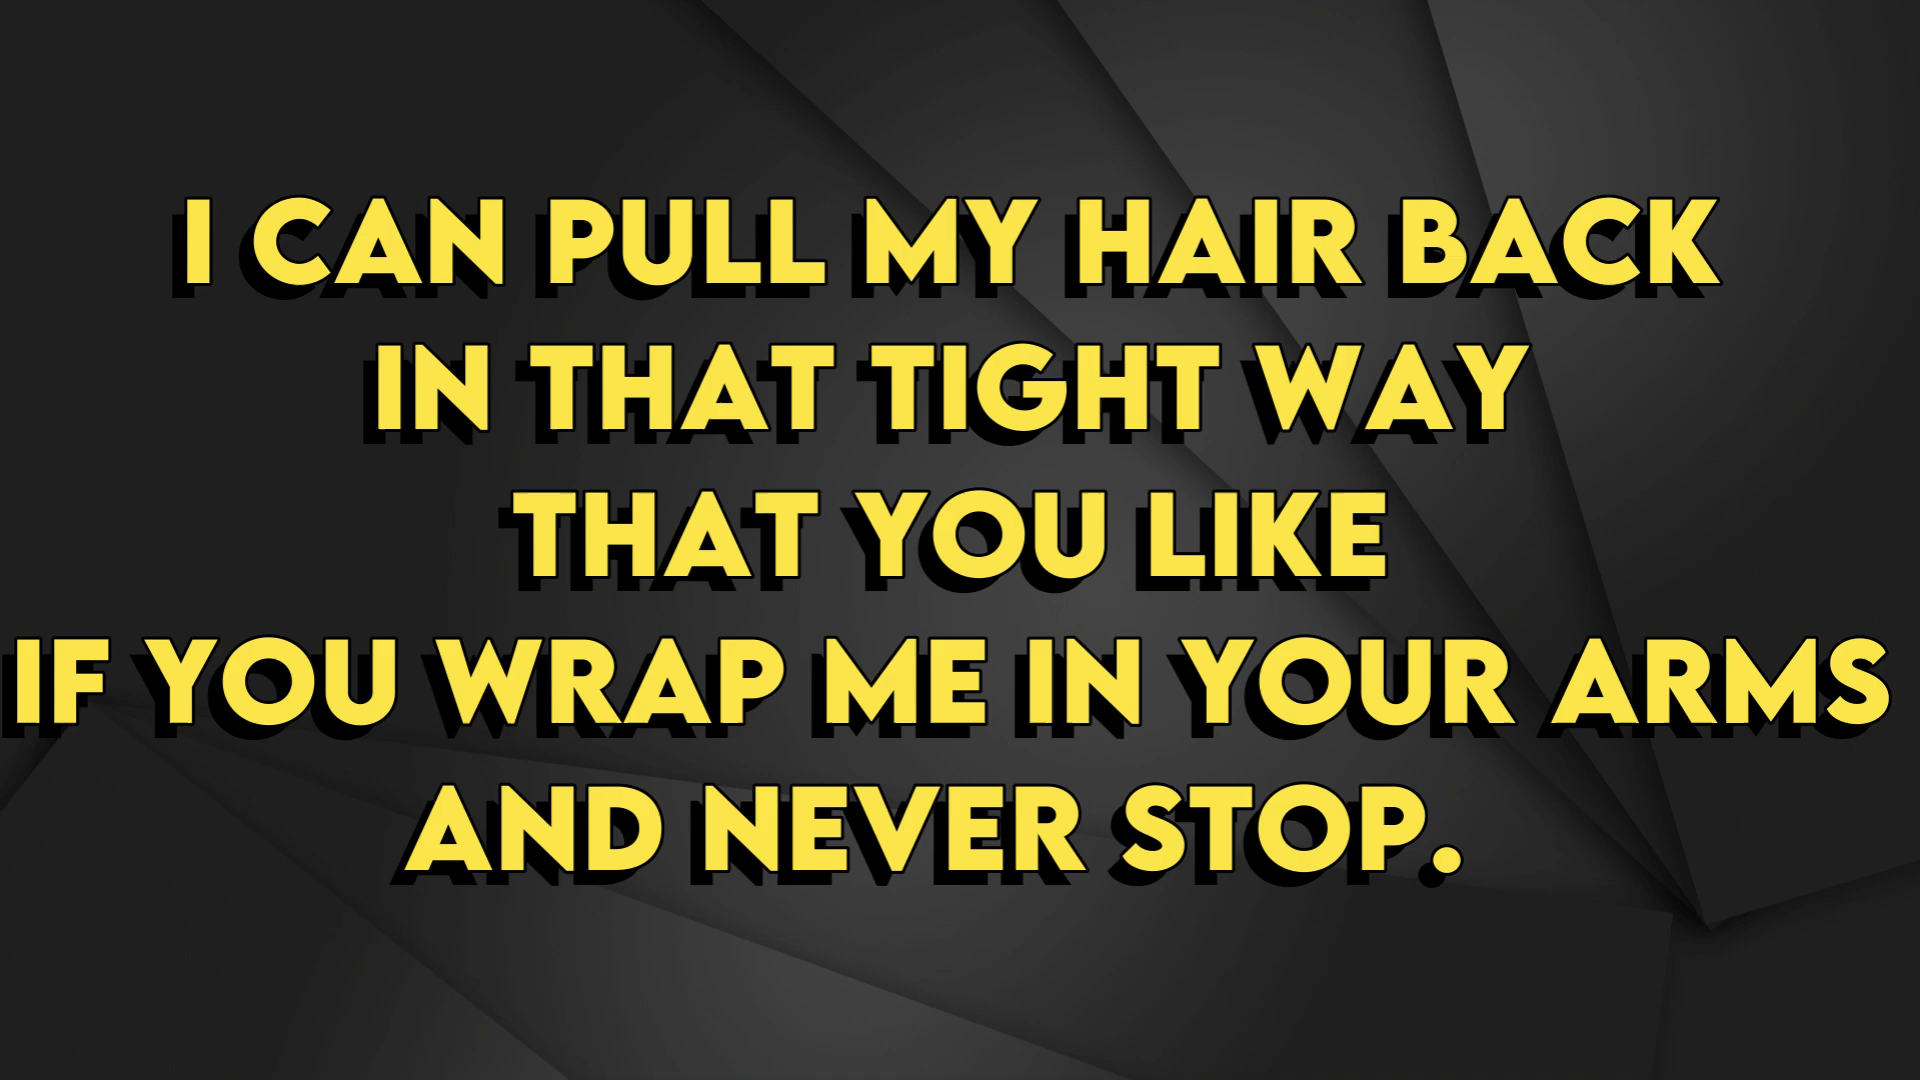 I CAN PULL MY HAIR BACK
IN THAT TIGHT WAY
THAT YOU LIKE
IF YOU WRAP ME IN YOUR ARMS
AND NEVER STOP.